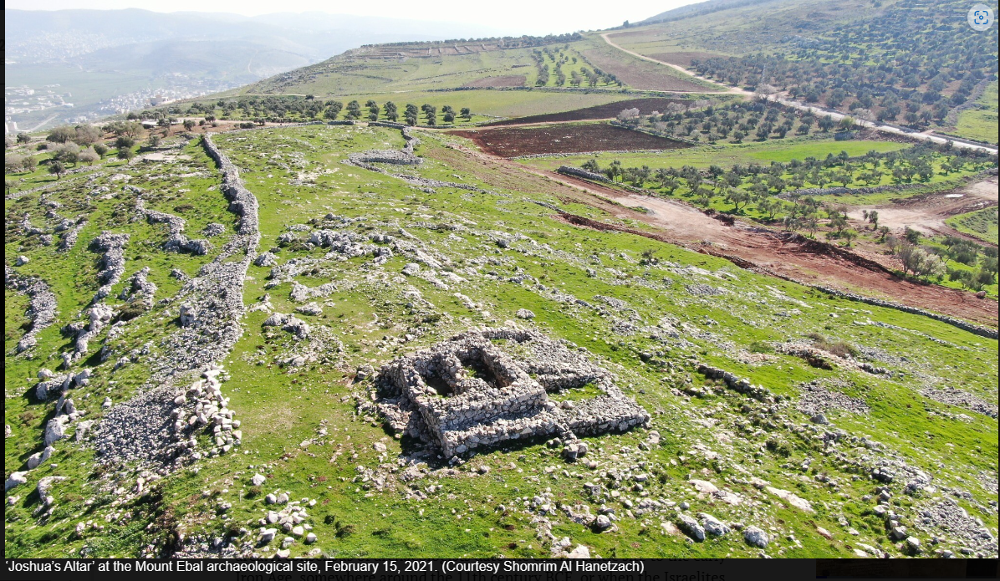 ‘Joshua’s Altar’ at the Mount Ebal archaeological site, February 15, 2021. (Courtesy Shomrim Al Hanetzach)
Iron Age, somewhere around the 11th century BCE, or when the Israelites